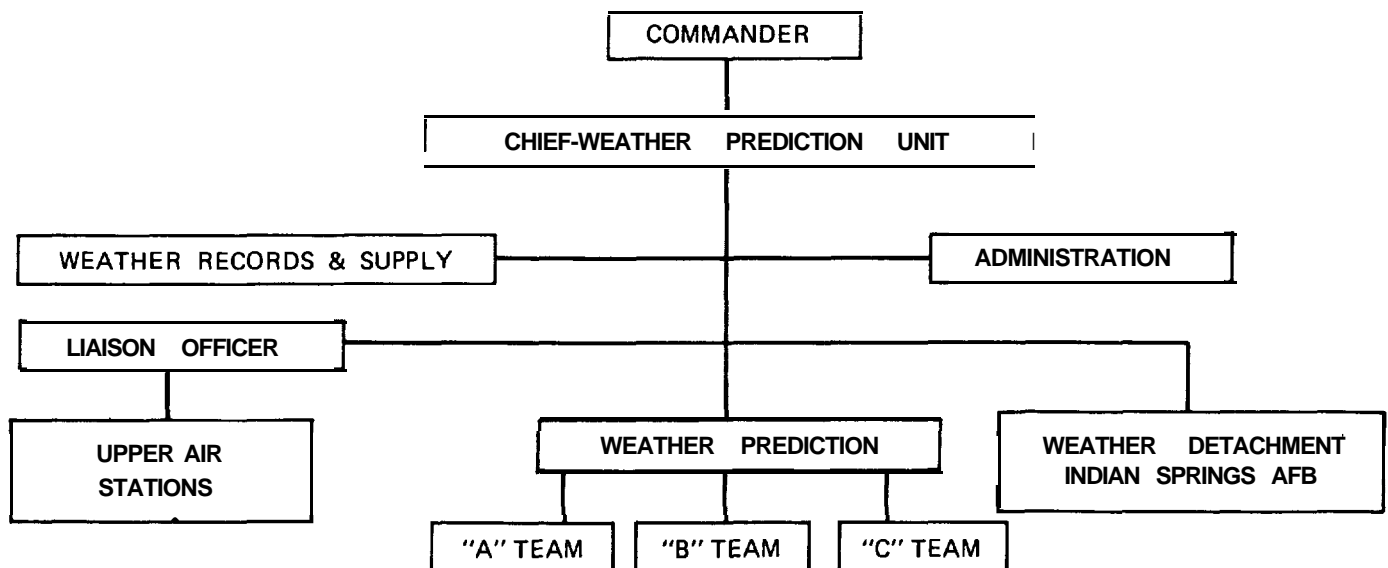 COMMANDER
CHIEF-WEATHER PREDICTION UNIT
WEATHER RECORDS & SUPPLY
ADMINISTRATION
LIAISON OFFICER
UPPER AIR
STATIONS
WEATHER PREDICTION
WEATHER DETACHMENT
INDIAN SPRINGS AFB
"A" TEAM
"B" TEAM
"C" TEAM